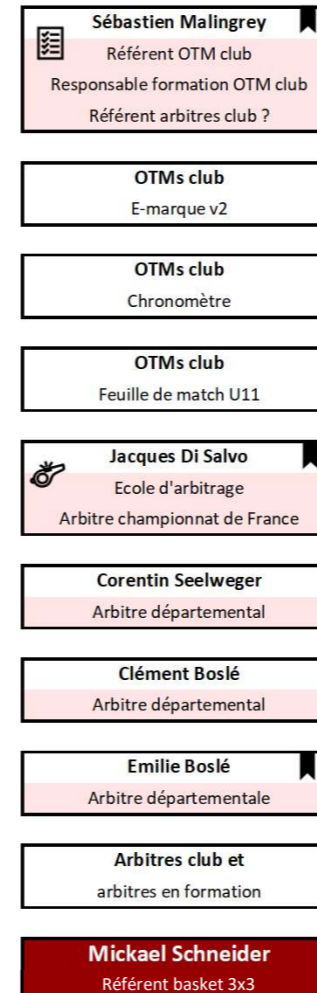 Sébastien Malingrey
Référent OTM club
Responsable formation OTM club
Référent arbitres club ?
OTMs club
E-marque v2
OTMs club
Chronomètre
OTMs club
Feuille de match U11
Jacques Di Salvo
Ecole d'arbitrage
Arbitre championnat de France
Corentin Seelweger
Arbitre départemental
Clément Boslé
Arbitre départemental
Emilie Boslé
Arbitre départementale
Arbitres club et
arbitres en formation
Mickael Schneider
Référent basket 3x3